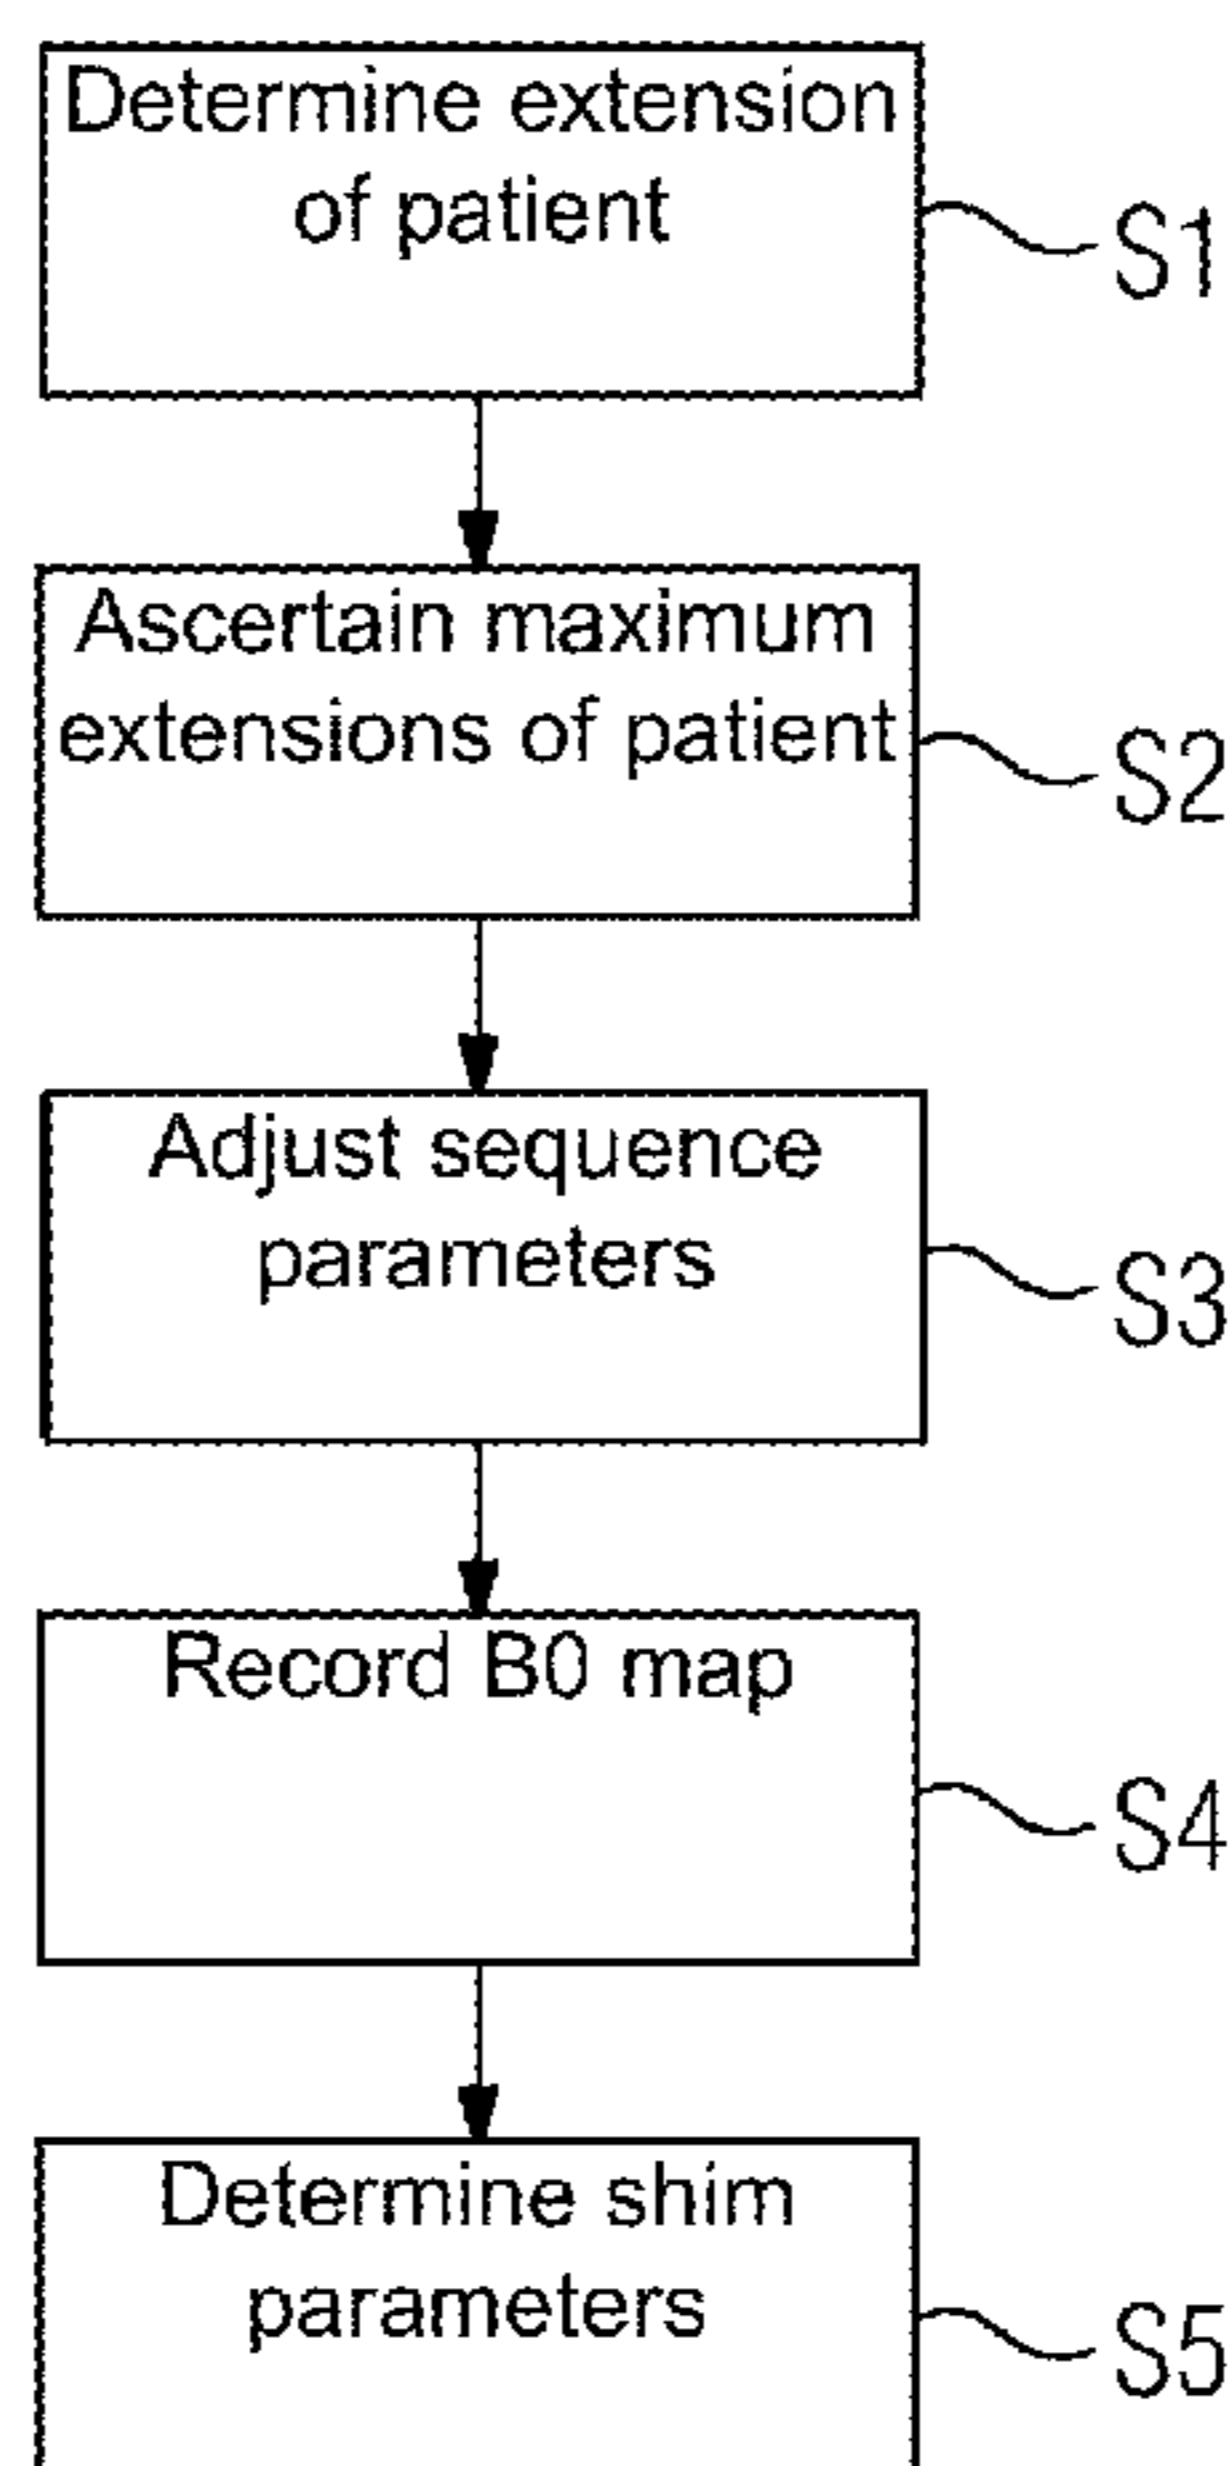 Determine extension
of patient
S1
Ascertain maximum
extensions of patient
S2
Adjust sequence
parameters
S3
Record B0 map
S4
Determine shim
parameters
S5